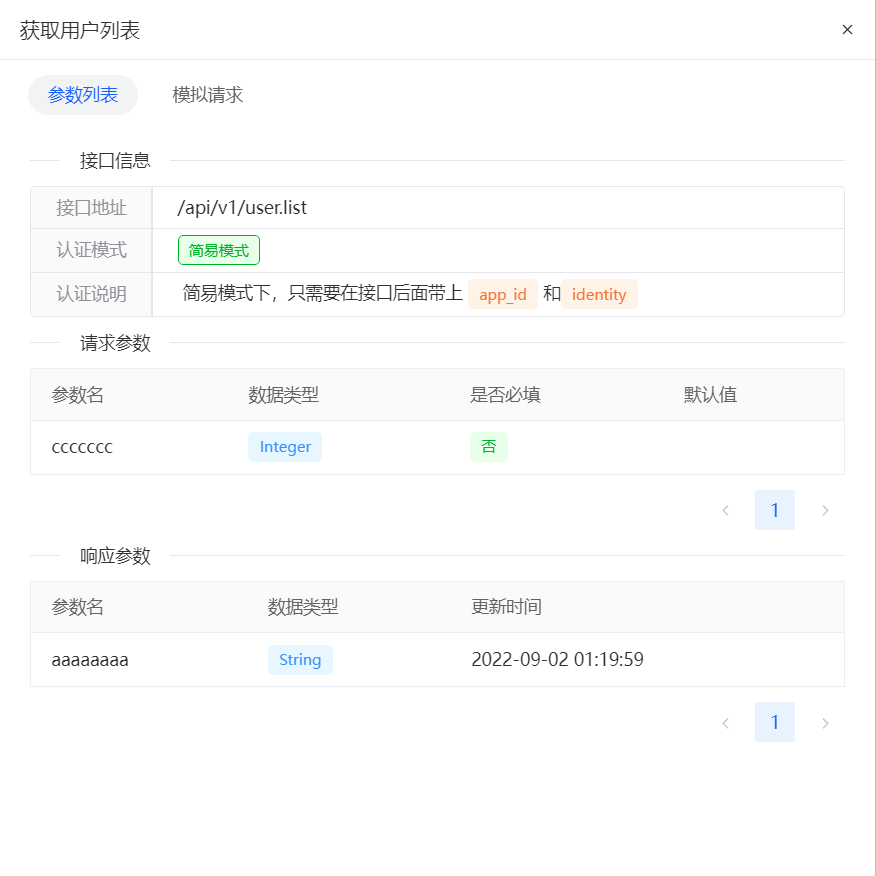 获取用户列表 ×
参数列表 模拟请求
接口信息
接口地址 /api/v1/user.list
认证模式 简易模式
认证说明 简易模式下，只需要在接口后面带上 app_id 和 identity
请求参数
参数名 数据类型 是否必填 默认值
ccccccc Integer 否
1
响应参数
参数名 数据类型 更新时间
aaaaaaaa String 2022-09-02 01:19:59
1